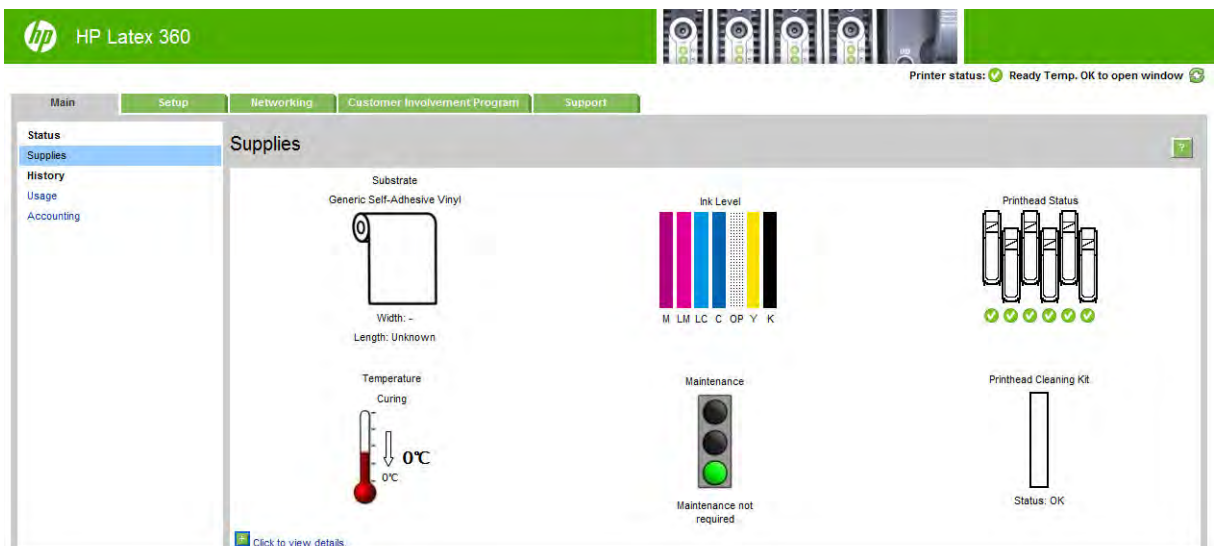 hp HP Latex 360
Printer status: Ready Temp. OK to open window
Main Setup Networking Customer Involvement Program Support
Status
Supplies
History
Usage
Accounting
Supplies
?
Substrate
Generic Self-Adhesive Vinyl
Width: -
Length: Unknown
Ink Level
M LM LC C OP Y K
Printhead Status
Temperature
Curing
0°C
0°C
Maintenance
Maintenance not
required
Printhead Cleaning Kit
Status: OK
+ Click to view details